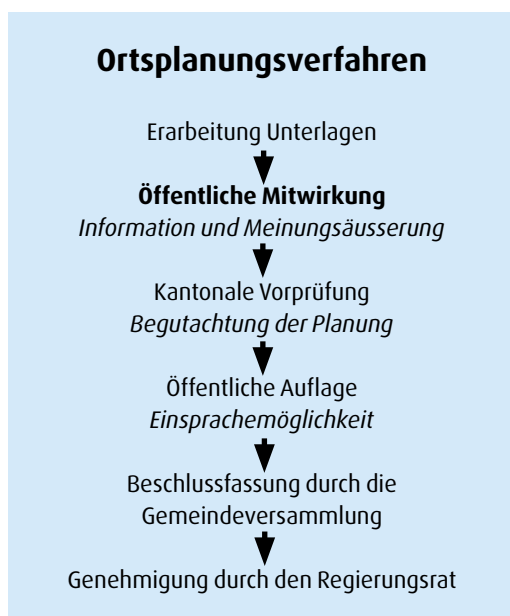 Ortsplanungsverfahren
Erarbeitung Unterlagen
Öffentliche Mitwirkung
Information und Meinungsäusserung
Kantonale Vorprüfung
Begutachtung der Planung
Öffentliche Auflage
Einsprachemöglichkeit
Beschlussfassung durch die
Gemeindeversammlung
Genehmigung durch den Regierungsrat